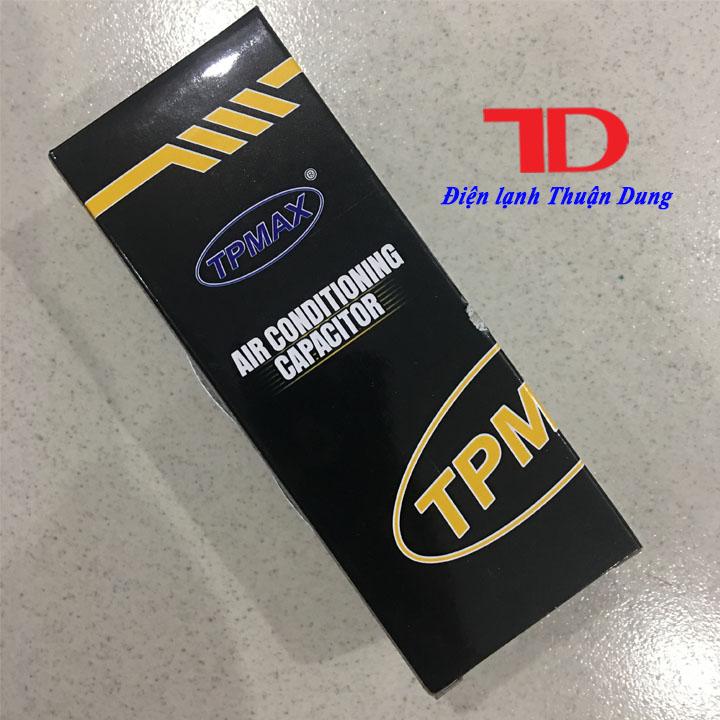 TD
Điện lạnh Thuận Dung
®
TPMAX
AIR CONDITIONING
CAPACITOR
TPM